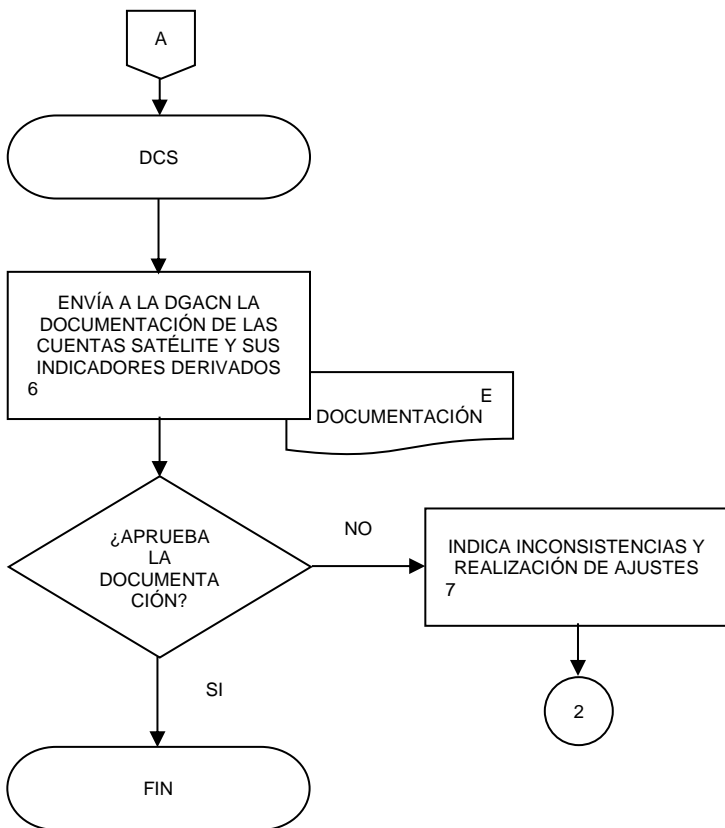 A
DCS
ENVÍA A LA DGACN LA
DOCUMENTACIÓN DE LAS
CUENTAS SATÉLITE Y SUS
INDICADORES DERIVADOS
6
E
DOCUMENTACIÓN
¿APRUEBA
LA
DOCUMENTA
CIÓN?
NO
INDICA INCONSISTENCIAS Y
REALIZACIÓN DE AJUSTES
7
SI
2
FIN